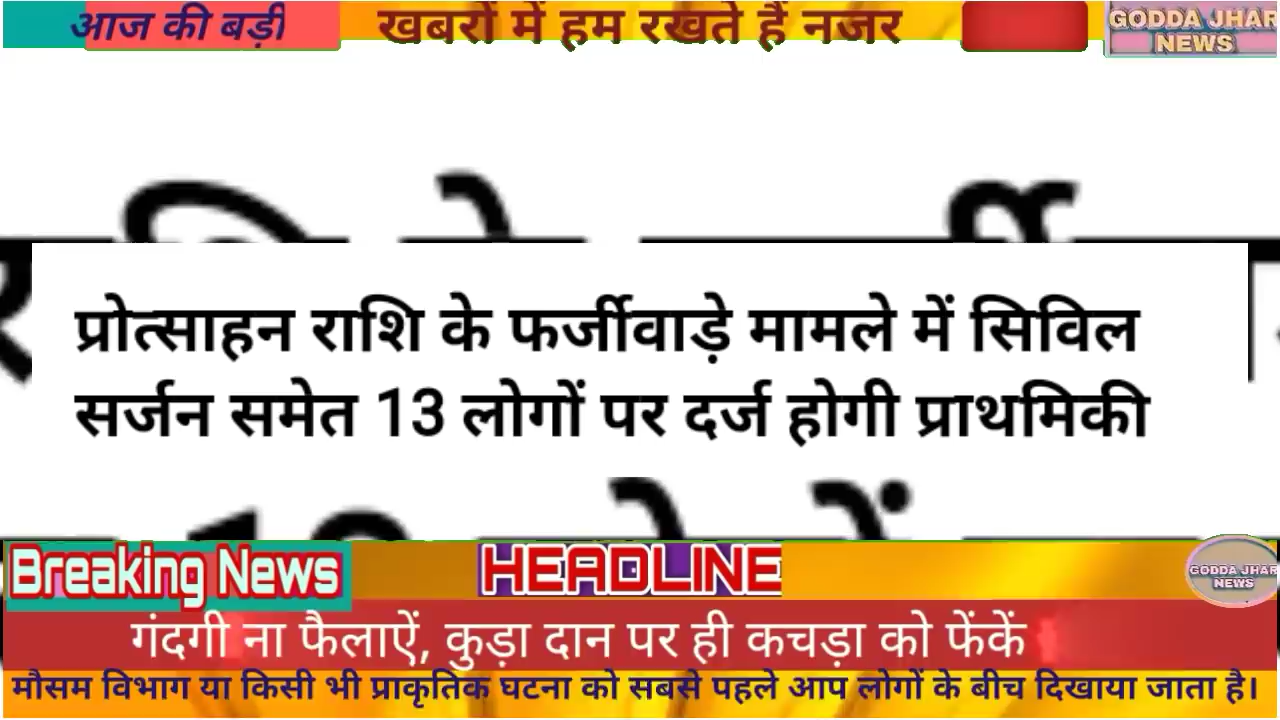 आज की बड़ी
खबरों में हम रखते हैं नजर
GODDA JHAR
NEWS
प्रोत्साहन राशि के फर्जीवाड़े मामले में सिविल
सर्जन समेत 13 लोगों पर दर्ज होगी प्राथमिकी
Breaking News
HEADLINE
GODDA JHAR
NEWS
गंदगी ना फैलाऐं, कुड़ा दान पर ही कचड़ा को फेंकें
मौसम विभाग या किसी भी प्राकृतिक घटना को सबसे पहले आप लोगों के बीच दिखाया जाता है।